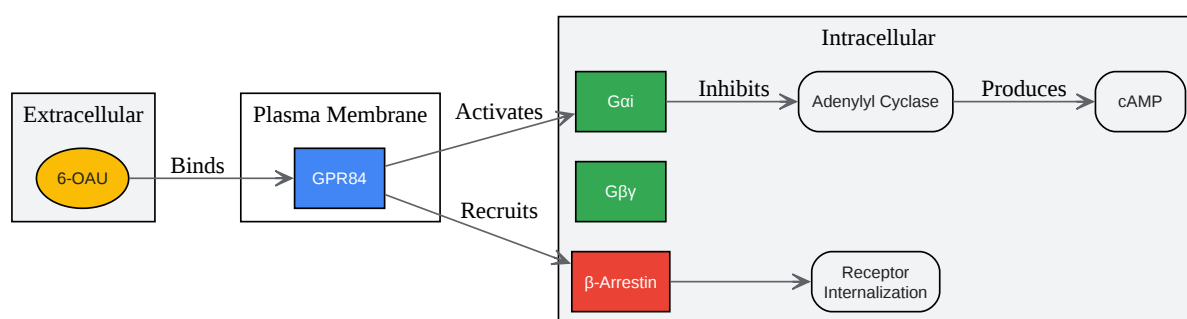 Extracellular
6-OAU
Binds
Plasma Membrane
GPR84
Activates
Recruits
Intracellular
Gαi
Inhibits
Adenylyl Cyclase
Produces
cAMP
Gβγ
β-Arrestin
Receptor
Internalization